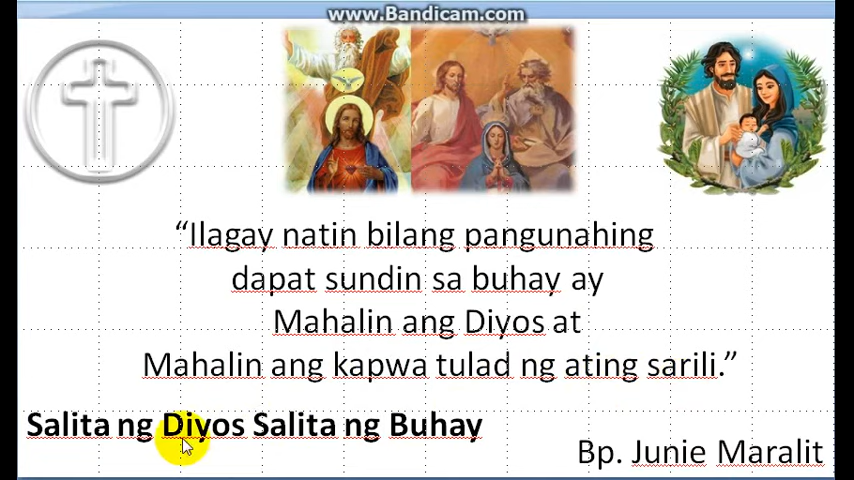 www.Bandicam.com
“Ilagay natin bilang pangunahing
dapat sundin sa buhay ay
Mahalin ang Diyos at
Mahalin ang kapwa tulad ng ating sarili.”
Salita ng Diyos Salita ng Buhay
Bp. Junie Maralit